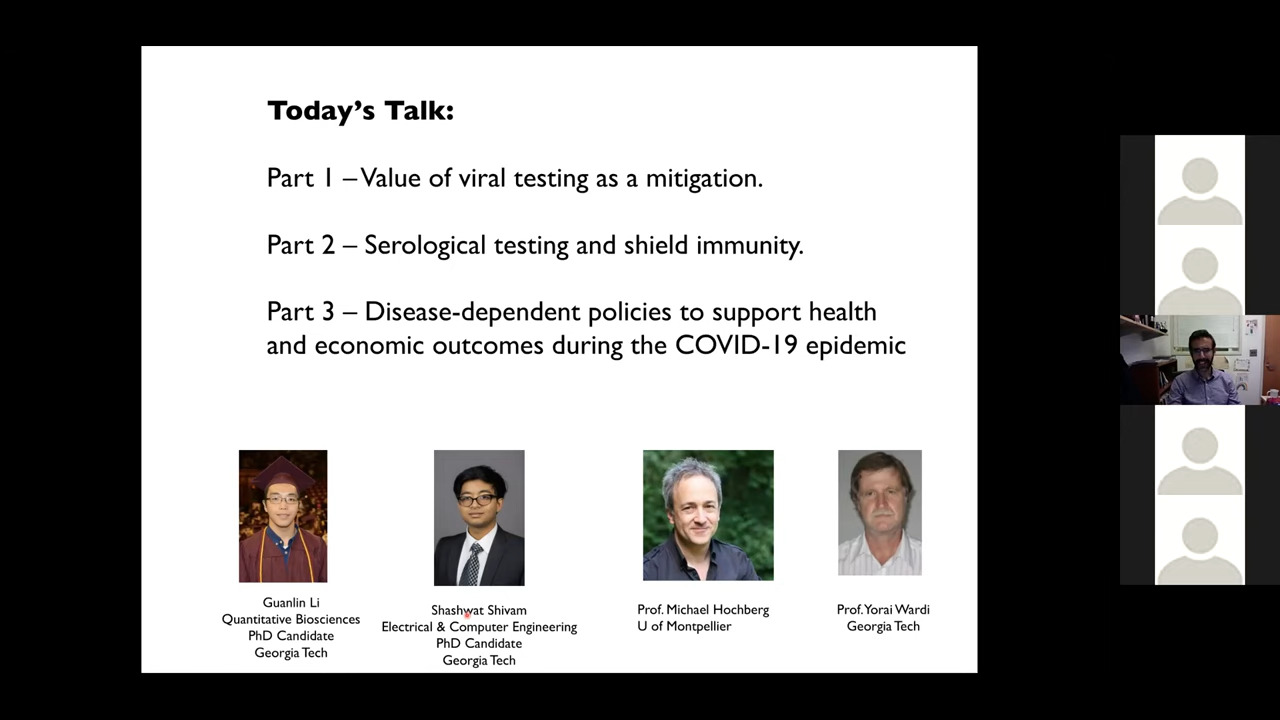 Today's Talk:
Part 1 – Value of viral testing as a mitigation.
Part 2 – Serological testing and shield immunity.
Part 3 – Disease-dependent policies to support health
and economic outcomes during the COVID-19 epidemic
Guanlin Li
Quantitative Biosciences
PhD Candidate
Georgia Tech
Shashwat Shivam
Electrical & Computer Engineering
PhD Candidate
Georgia Tech
Prof. Michael Hochberg
U of Montpellier
Prof. Yorai Wardi
Georgia Tech